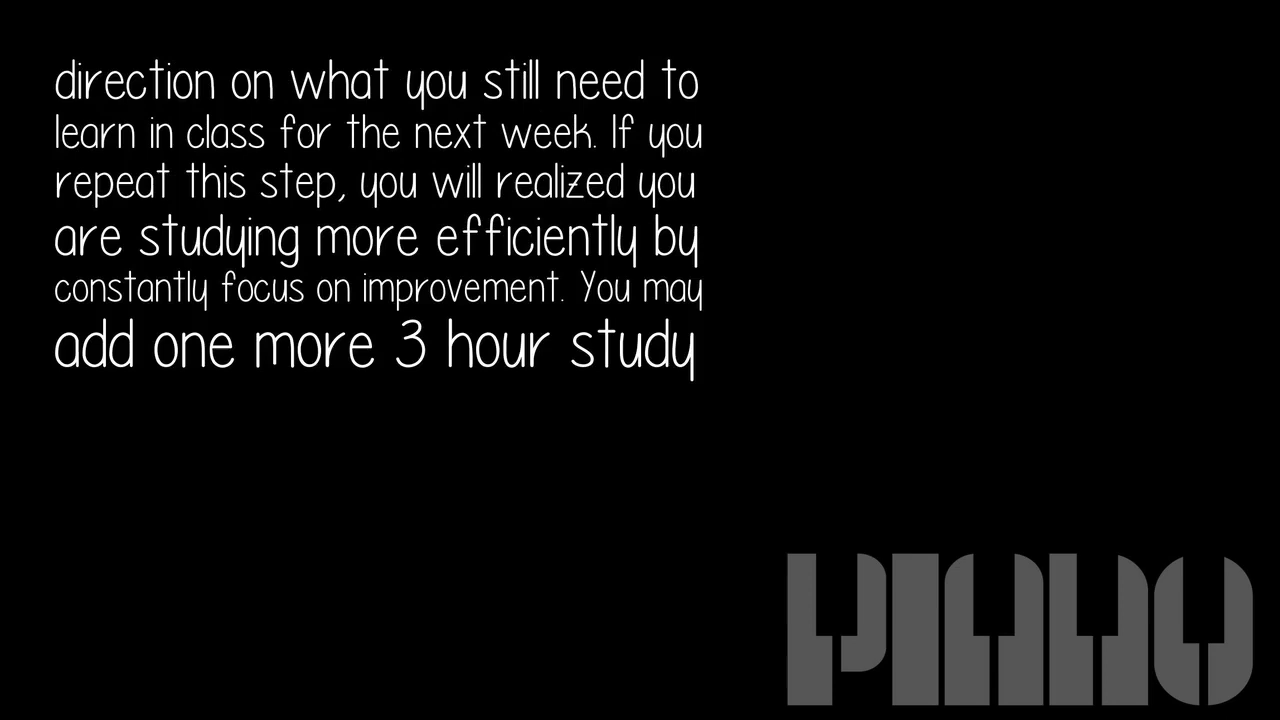 direction on what you still need to
learn in class for the next week. If you
repeat this step, you will realized you
are studying more efficiently by
constantly focus on improvement. You may
add one more 3 hour study
PIANO